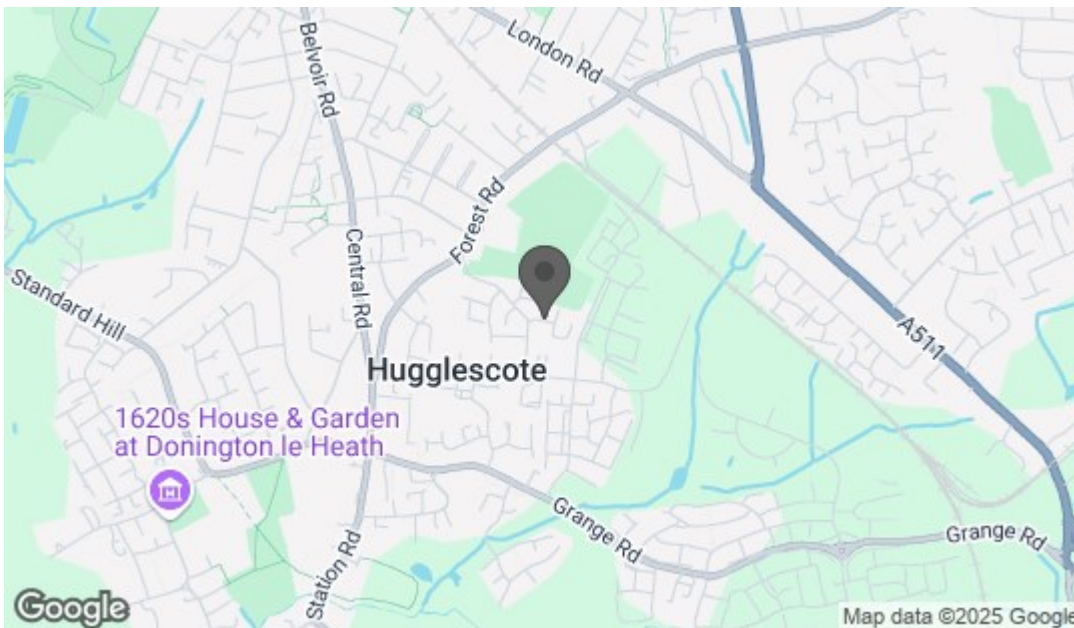 Belvoir Rd
London Rd
Forest Rd
Central Rd
Standard Hill
A511
Hugglescote
1620s House & Garden
at Donington le Heath
Grange Rd
Grange Rd
Station Rd
Google
Map data ©2025 Google